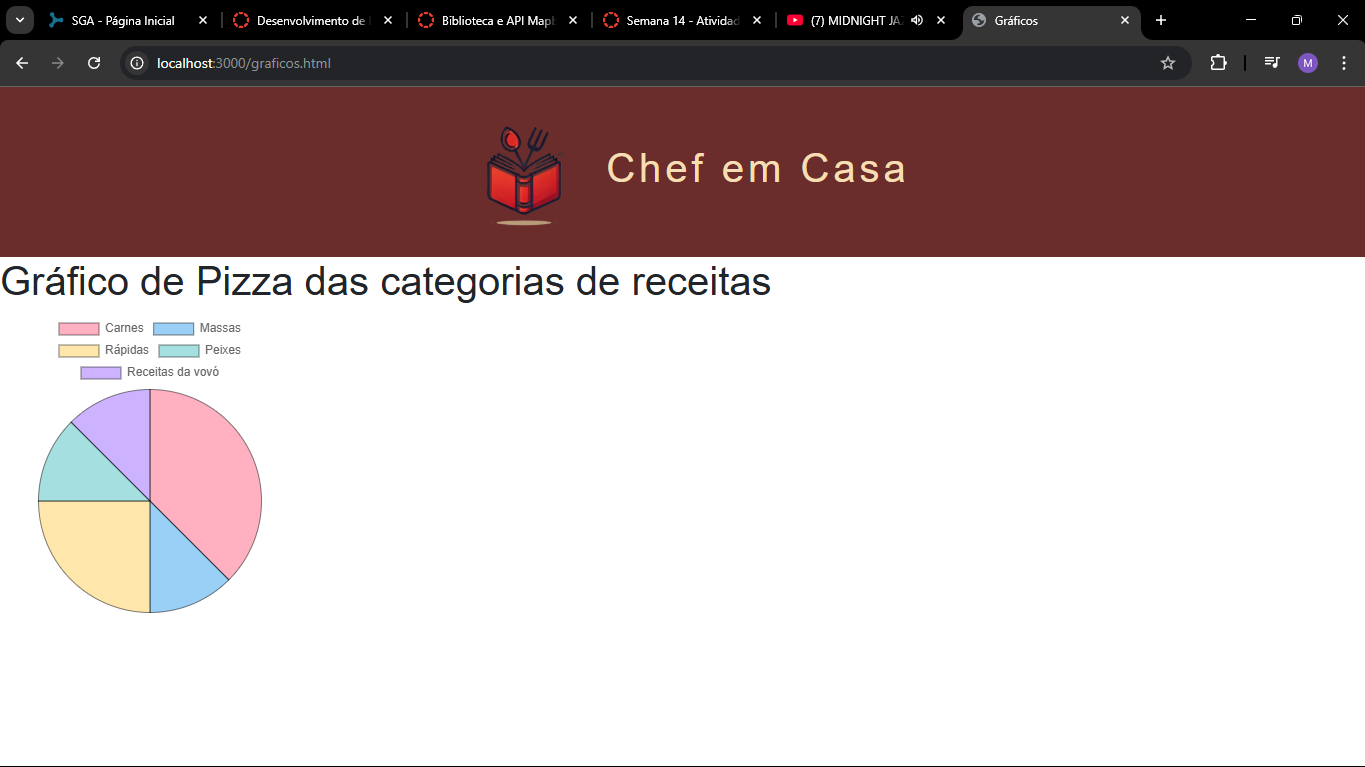 SGA - Página Inicial
Desenvolvimento de
Biblioteca e API Map
Semana 14 - Atividad
(7) MIDNIGHT JA
Gráficos
localhost:3000/graficos.html
M
Chef em Casa
Gráfico de Pizza das categorias de receitas
Carnes
Massas
Rápidas
Peixes
Receitas da vovó